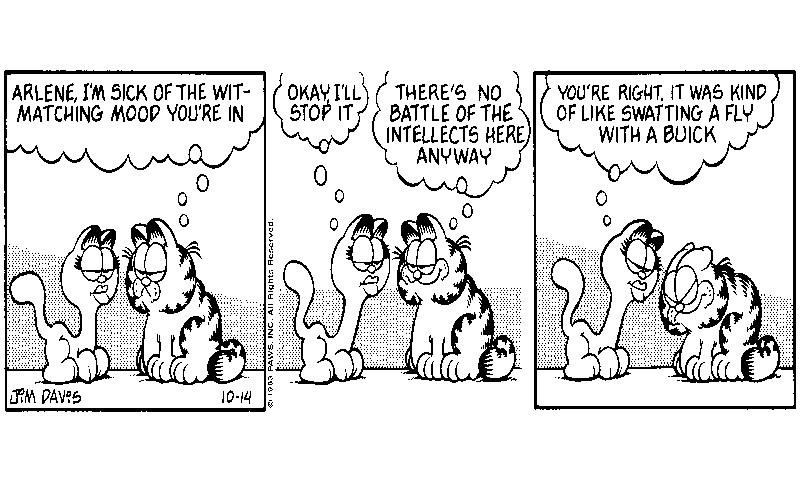 ARLENE, I'M SICK OF THE WIT-
MATCHING MOOD YOU'RE IN
JIM DAVIS
10-14
© 1983 PAWS, INC. All Rights Reserved.
OKAY, I'LL
STOP IT
THERE'S NO
BATTLE OF THE
INTELLECTS HERE
ANYWAY
YOU'RE RIGHT. IT WAS KIND
OF LIKE SWATTING A FLY
WITH A BUICK